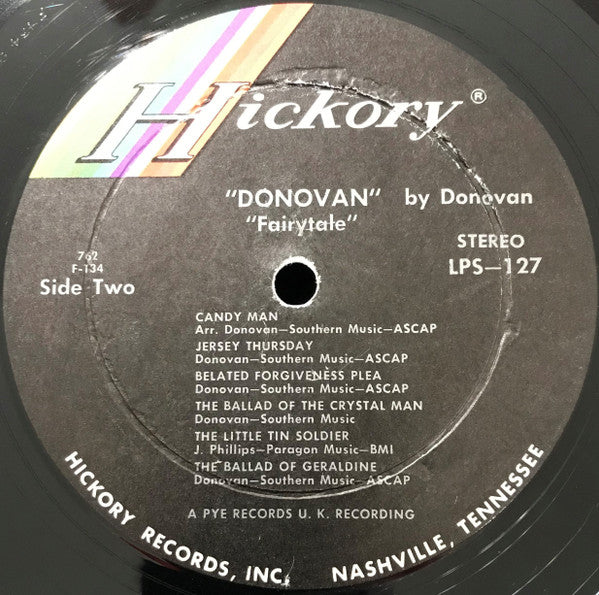 Hickory®
"DONOVAN" by Donovan
"Fairytale"
762
F-134
Side Two
STEREO
LPS-127
CANDY MAN
Arr. Donovan-Southern Music-ASCAP
JERSEY THURSDAY
Donovan-Southern Music-ASCAP
BELATED FORGIVENESS PLEA
Donovan-Southern Music-ASCAP
THE BALLAD OF THE CRYSTAL MAN
Donovan-Southern Music
THE LITTLE TIN SOLDIER
J. Phillips-Paragon Music-BMI
THE BALLAD OF GERALDINE
Donovan-Southern Music-ASCAP
A PYE RECORDS U. K. RECORDING
HICKORY RECORDS, INC. NASHVILLE, TENNESSEE